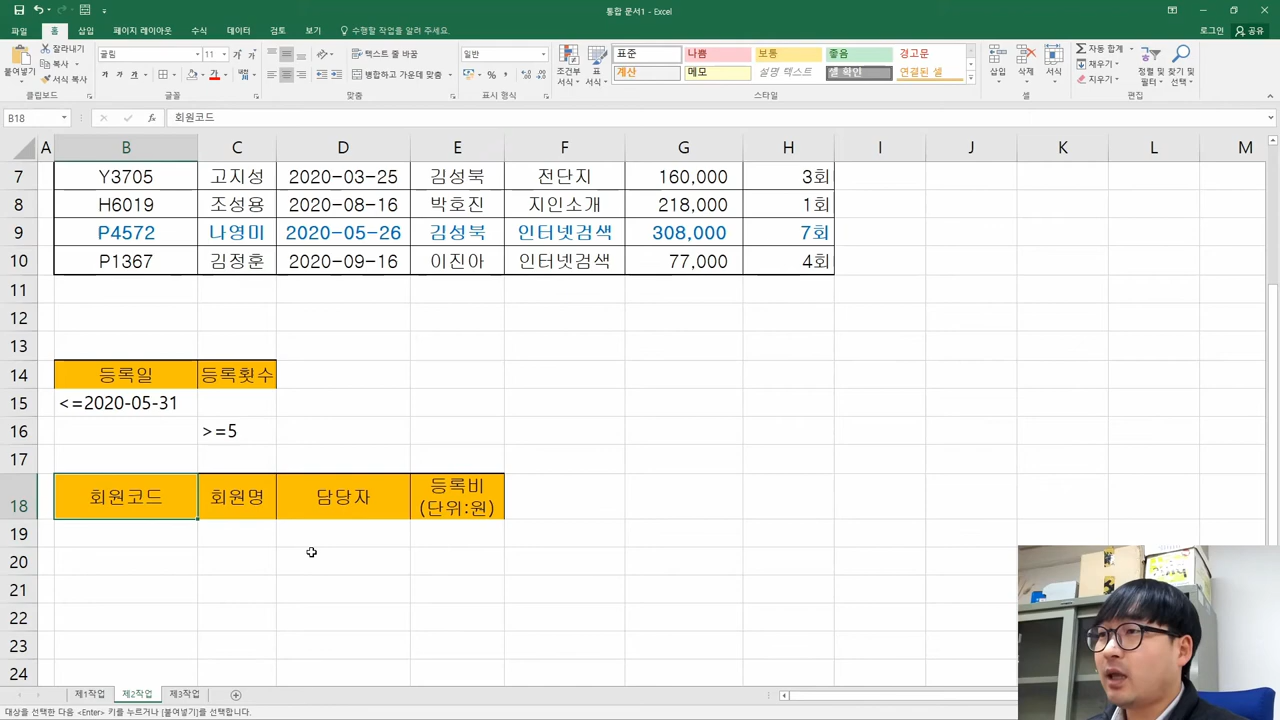 통합 문서1 - Excel
파일 홈 삽입 페이지 레이아웃 수식 데이터 검토 보기 수행할 작업을 알려 주세요. 로그인 공유
붙여넣기 잘라내기 복사 서식 복사
굴림 11 가 가
가 가 가
텍스트 줄 바꿈
병합하고 가운데 맞춤
일반
조건부 서식 표 서식
표준 나쁨 보통 좋음 경고문
계산 메모 설명 텍스트 셀 확인 연결된 셀
삽입 삭제 서식
자동 합계 채우기 지우기
정렬 및 필터 찾기 및 선택
클립보드 글꼴 맞춤 표시 형식 스타일 셀 편집
B18 fx 회원코드
A B C D E F G H I J K L M
7 Y3705 고지성 2020-03-25 김성북 전단지 160,000 3회
8 H6019 조성용 2020-08-16 박호진 지인소개 218,000 1회
9 P4572 나영미 2020-05-26 김성북 인터넷검색 308,000 7회
10 P1367 김정훈 2020-09-16 이진아 인터넷검색 77,000 4회
11
12
13
14 등록일 등록횟수
15 <=2020-05-31
16 >=5
17
18 회원코드 회원명 담당자 등록비
(단위:원)
19
20
21
22
23
24
제1작업 제2작업 제3작업
대상을 선택한 다음 <Enter> 키를 누르거나 [붙여넣기]를 선택합니다.